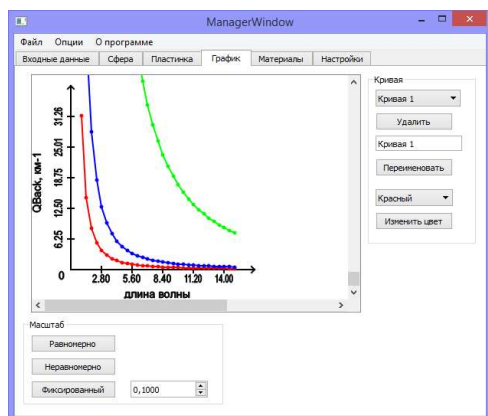 ManagerWindow
Файл Опции О программе
Входные данные Сфера Пластинка График Материалы Настройки
QBack, км-1
31.26
25.01
18.75
12.50
6.25
0
2.80 5.60 8.40 11.20 14.00
длина волны
Кривая
Кривая 1
Удалить
Кривая 1
Переименовать
Красный
Изменить цвет
Масштаб
Равномерно
Неравномерно
Фиксированный 0,1000